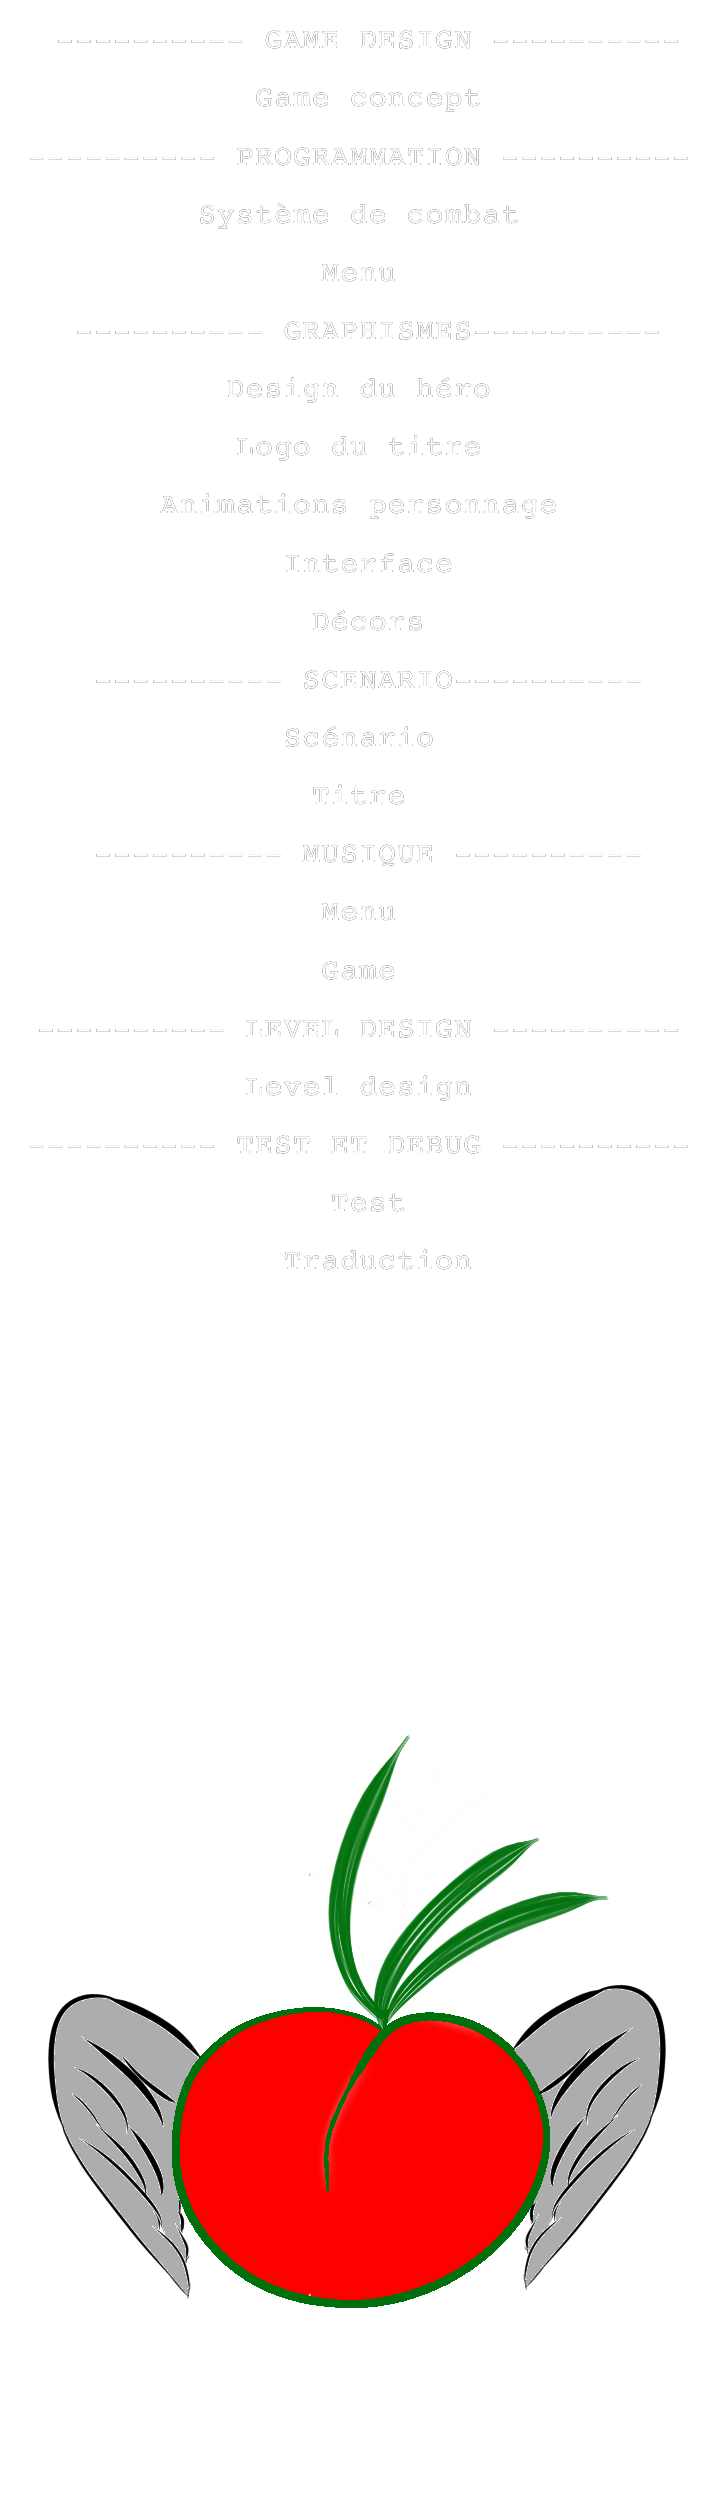 ---------- GAME DESIGN ----------
Game concept
---------- PROGRAMMATION ----------
Système de combat
Menu
---------- GRAPHISMES----------
Design du héro
Logo du titre
Animations personnage
Interface
Décors
---------- SCENARIO----------
Scénario
Titre
---------- MUSIQUE ----------
Menu
Game
---------- LEVEL DESIGN ----------
Level design
---------- TEST ET DEBUG ----------
Test
Traduction